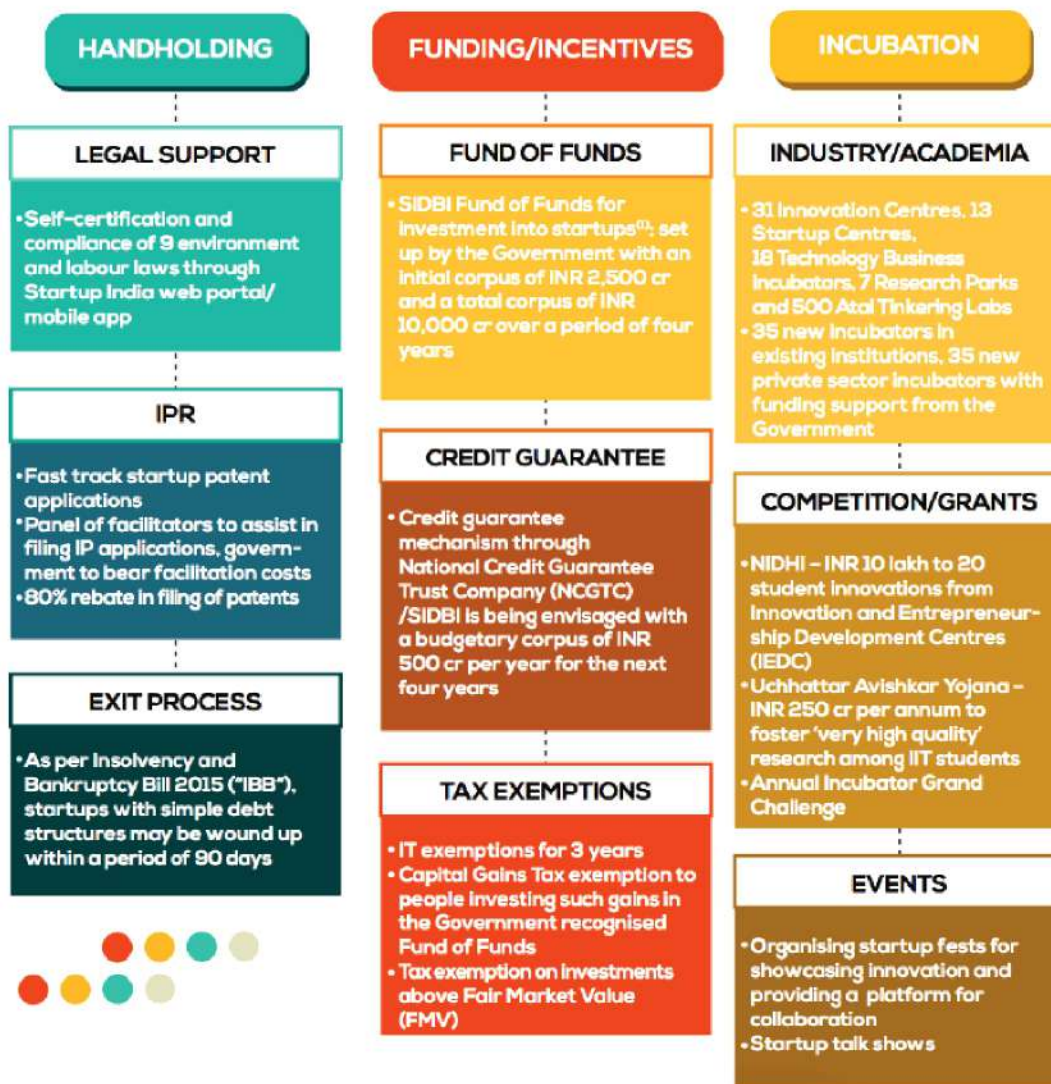 HANDHOLDING
LEGAL SUPPORT
•Self-certification and
compliance of 9 environment
and labour laws through
Startup India web portal/
mobile app
IPR
•Fast track startup patent
applications
•Panel of facilitators to assist in
filing IP applications, govern-
ment to bear facilitation costs
•80% rebate in filing of patents
EXIT PROCESS
•As per Insolvency and
Bankruptcy Bill 2015 ("IBB"),
startups with simple debt
structures may be wound up
within a period of 90 days
FUNDING/INCENTIVES
FUND OF FUNDS
•SIDBI Fund of Funds for
investment into startups⁽¹⁾; set
up by the Government with an
initial corpus of INR 2,500 cr
and a total corpus of INR
10,000 cr over a period of four
years
CREDIT GUARANTEE
• Credit guarantee
mechanism through
National Credit Guarantee
Trust Company (NCGTC)
/SIDBI is being envisaged with
a budgetary corpus of INR
500 cr per year for the next
four years
TAX EXEMPTIONS
•IT exemptions for 3 years
•Capital Gains Tax exemption to
people investing such gains in
the Government recognised
Fund of Funds
•Tax exemption on investments
above Fair Market Value
(FMV)
INCUBATION
INDUSTRY/ACADEMIA
•31 Innovation Centres, 13
Startup Centres,
18 Technology Business
Incubators, 7 Research Parks
and 500 Atal Tinkering Labs
•35 new incubators in
existing institutions, 35 new
private sector incubators with
funding support from the
Government
COMPETITION/GRANTS
•NIDHI – INR 10 lakh to 20
student innovations from
Innovation and Entrepreneur-
ship Development Centres
(IEDC)
•Uchhattar Avishkar Yojana –
INR 250 cr per annum to
foster 'very high quality'
research among IIT students
•Annual Incubator Grand
Challenge
EVENTS
•Organising startup fests for
showcasing innovation and
providing a platform for
collaboration
•Startup talk shows